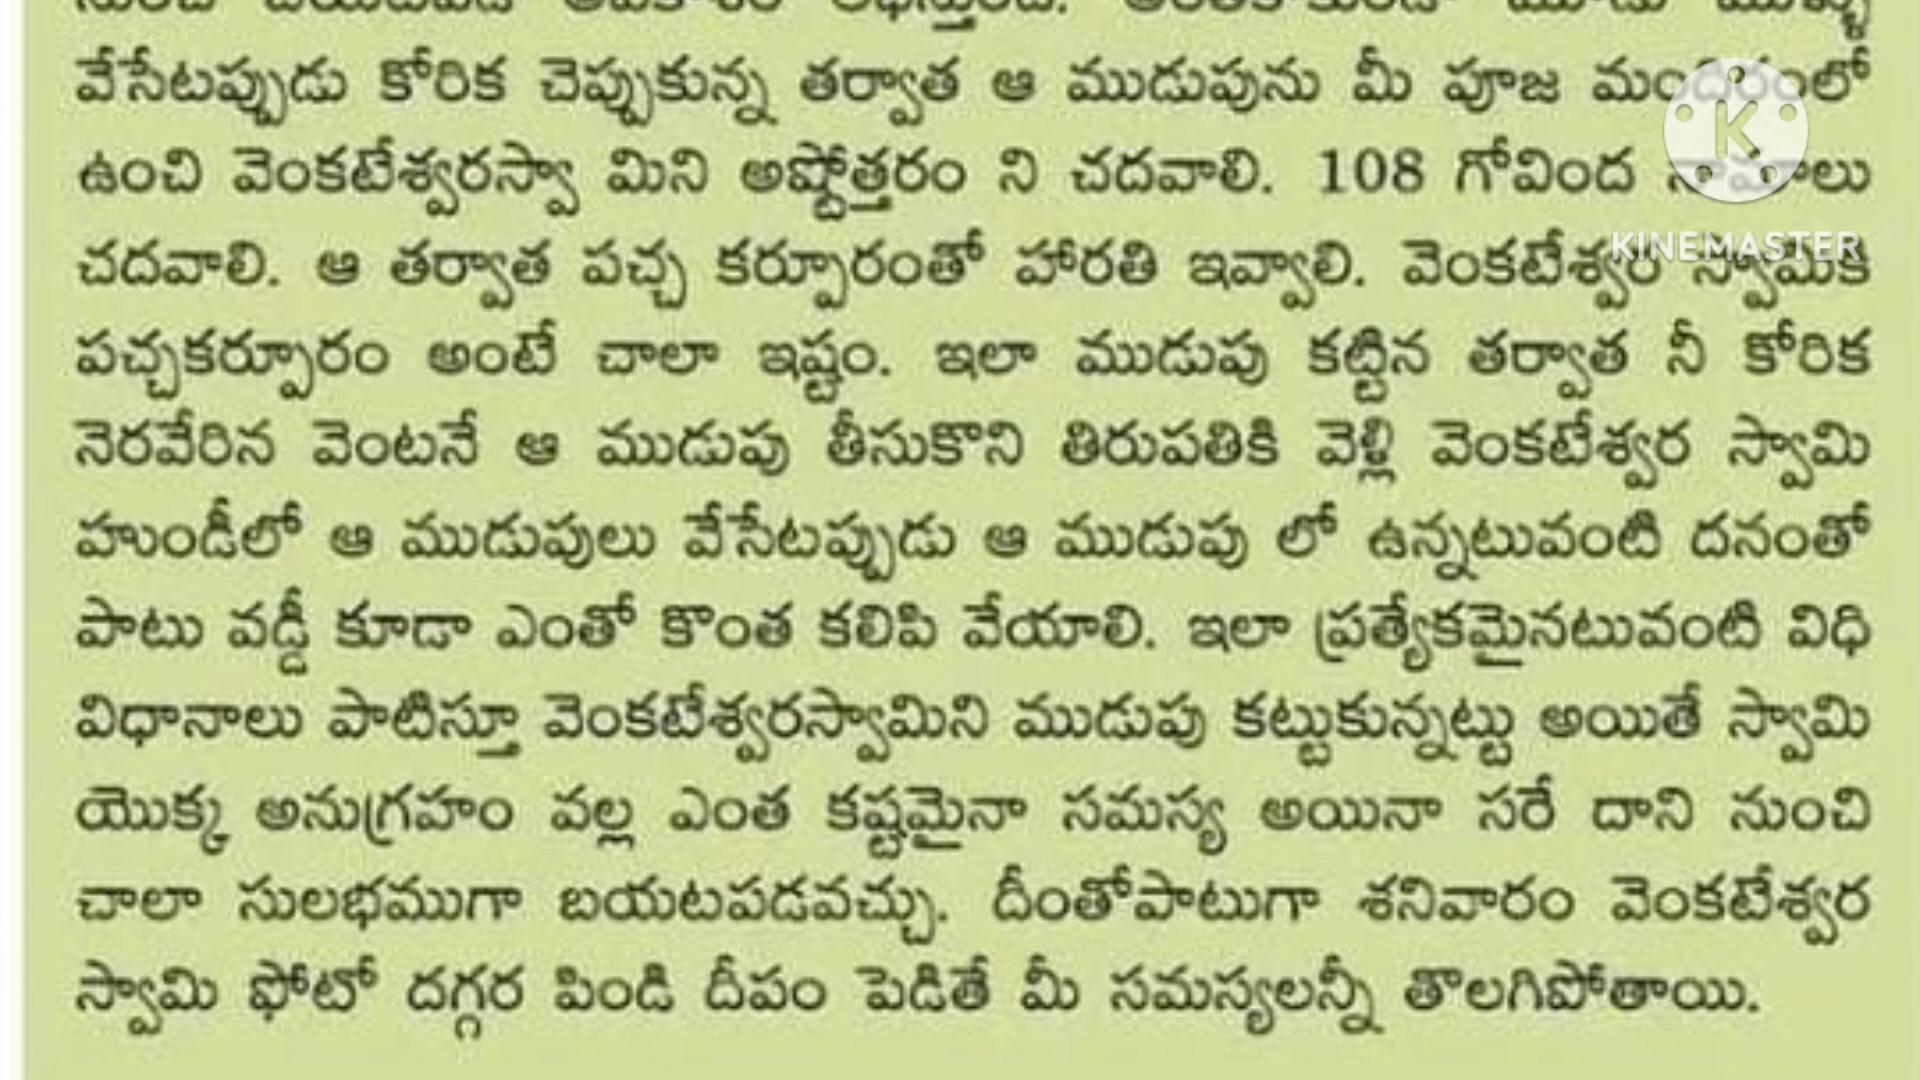 వేసేటప్పుడు కోరిక చెప్పుకున్న తర్వాత ఆ ముడుపును మీ పూజ మందిరంలో
ఉంచి వెంకటేశ్వరస్వా మిని అష్టోత్తరం ని చదవాలి. 108 గోవింద నామాలు
చదవాలి. ఆ తర్వాత పచ్చ కర్పూరంతో హారతి ఇవ్వాలి. వెంకటేశ్వర స్వామికి
పచ్చకర్పూరం అంటే చాలా ఇష్టం. ఇలా ముడుపు కట్టిన తర్వాత నీ కోరిక
నెరవేరిన వెంటనే ఆ ముడుపు తీసుకొని తిరుపతికి వెళ్లి వెంకటేశ్వర స్వామి
హుండీలో ఆ ముడుపులు వేసేటప్పుడు ఆ ముడుపు లో ఉన్నటువంటి దనంతో
పాటు వడ్డీ కూడా ఎంతో కొంత కలిపి వేయాలి. ఇలా ప్రత్యేకమైనటువంటి విధి
విధానాలు పాటిస్తూ వెంకటేశ్వరస్వామిని ముడుపు కట్టుకున్నట్టు అయితే స్వామి
యొక్క అనుగ్రహం వల్ల ఎంత కష్టమైనా సమస్య అయినా సరే దాని నుంచి
చాలా సులభముగా బయటపడవచ్చు. దీంతోపాటుగా శనివారం వెంకటేశ్వర
స్వామి ఫోటో దగ్గర పిండి దీపం పెడితే మీ సమస్యలన్నీ తొలగిపోతాయి.
K
KINEMASTER